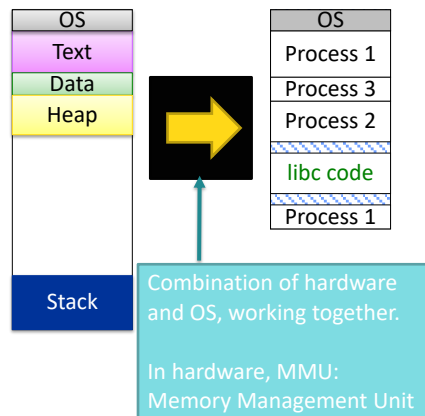 OS
Text
Data
Heap
Stack
OS
Process 1
Process 3
Process 2
libc code
Process 1
Combination of hardware
and OS, working together.
In hardware, MMU:
Memory Management Unit